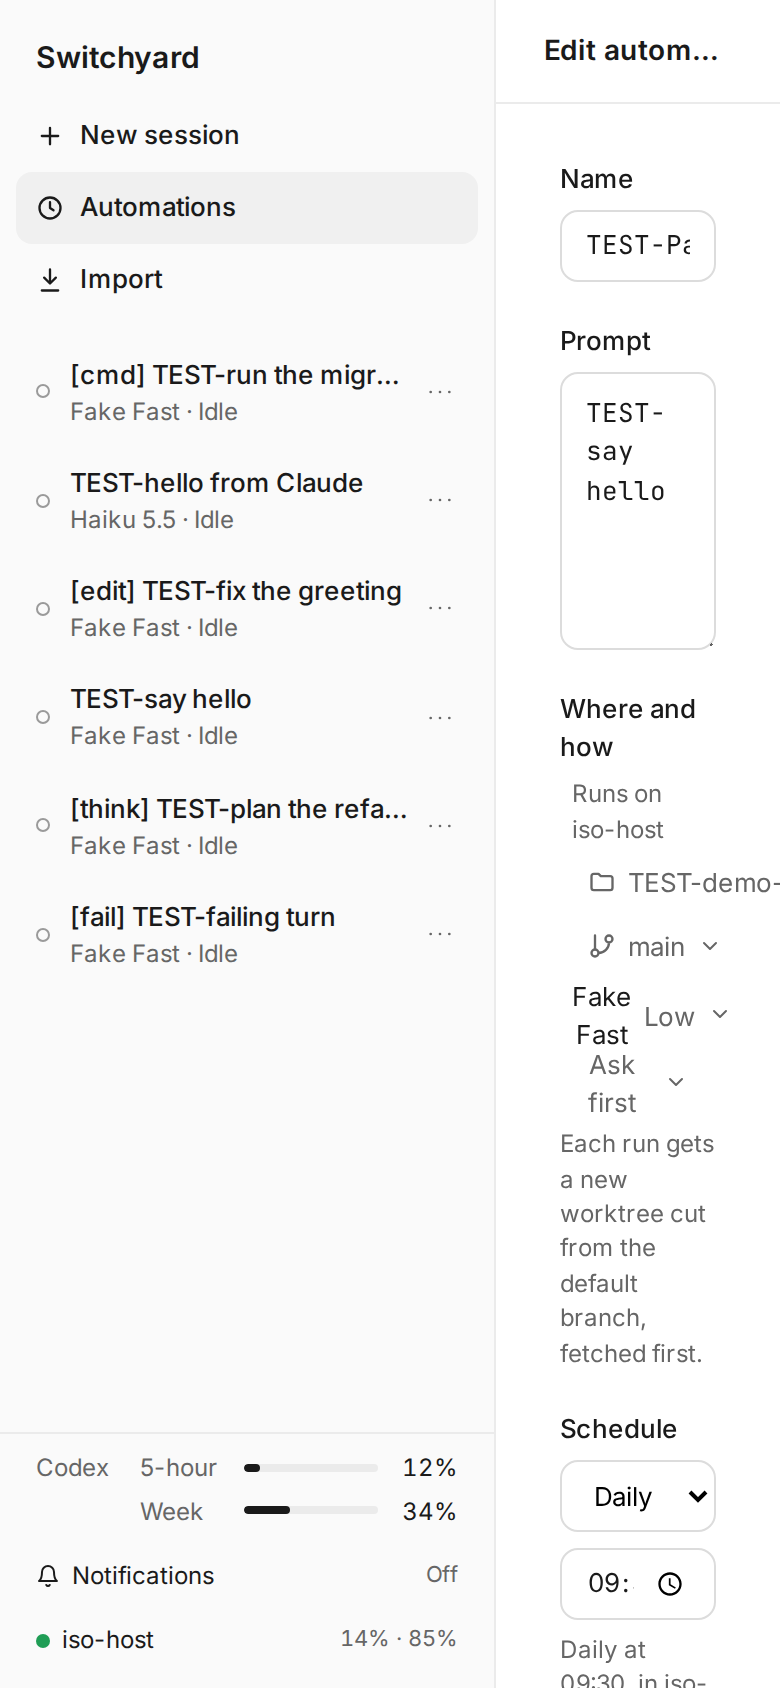 Switchyard
New session
Automations
Import
[cmd] TEST-run the migr...
Fake Fast · Idle
TEST-hello from Claude
Haiku 5.5 · Idle
[edit] TEST-fix the greeting
Fake Fast · Idle
TEST-say hello
Fake Fast · Idle
[think] TEST-plan the refa...
Fake Fast · Idle
[fail] TEST-failing turn
Fake Fast · Idle
Codex 5-hour 12%
Week 34%
Notifications Off
iso-host 14% · 85%
Edit autom...
Name
TEST-Pa
Prompt
TEST-
say
hello
Where and
how
Runs on
iso-host
TEST-demo-
main
Fake
Fast
Low
Ask
first
Each run gets
a new
worktree cut
from the
default
branch,
fetched first.
Schedule
Daily
09:
Daily at
09:30, in iso-